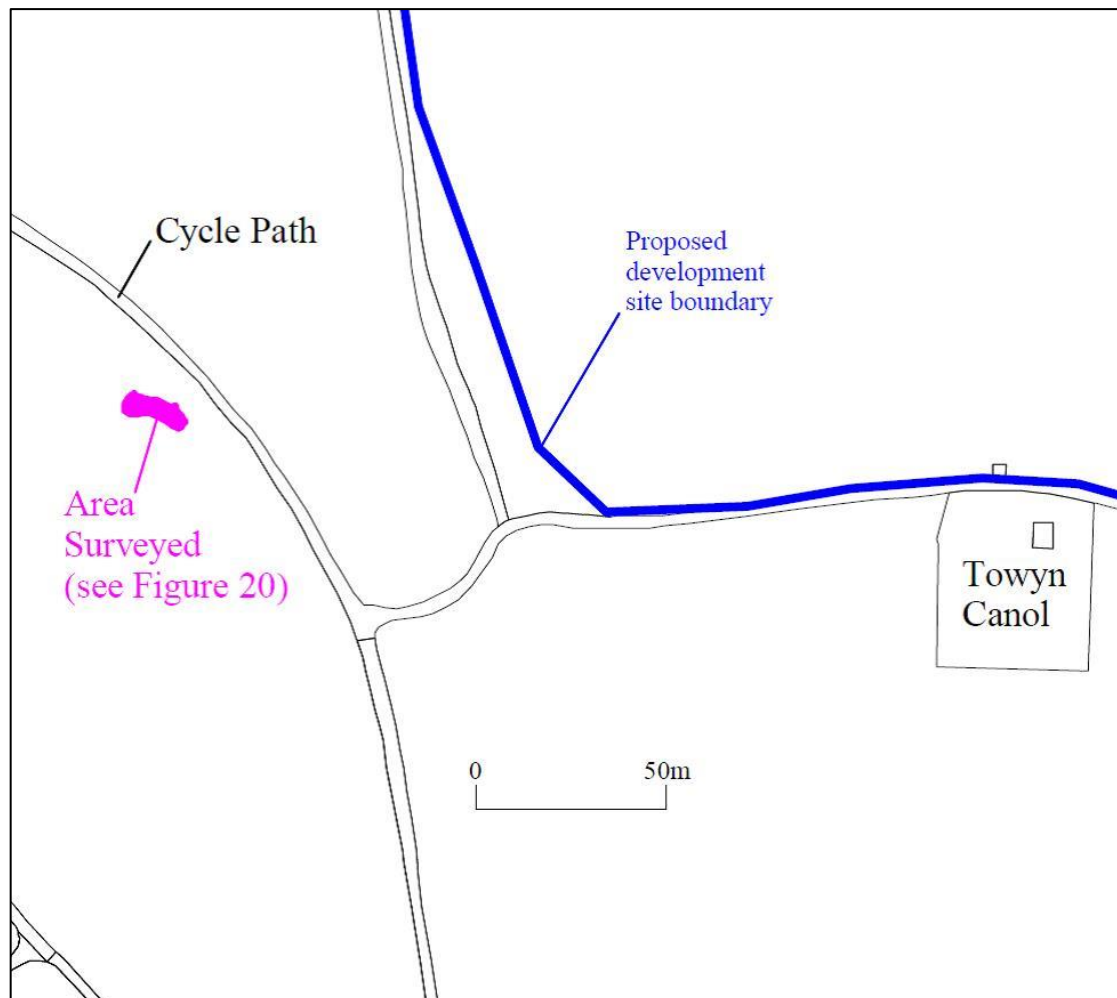 Cycle Path
Proposed
development
site boundary
Area
Surveyed
(see Figure 20)
Towyn
Canol
0 50m